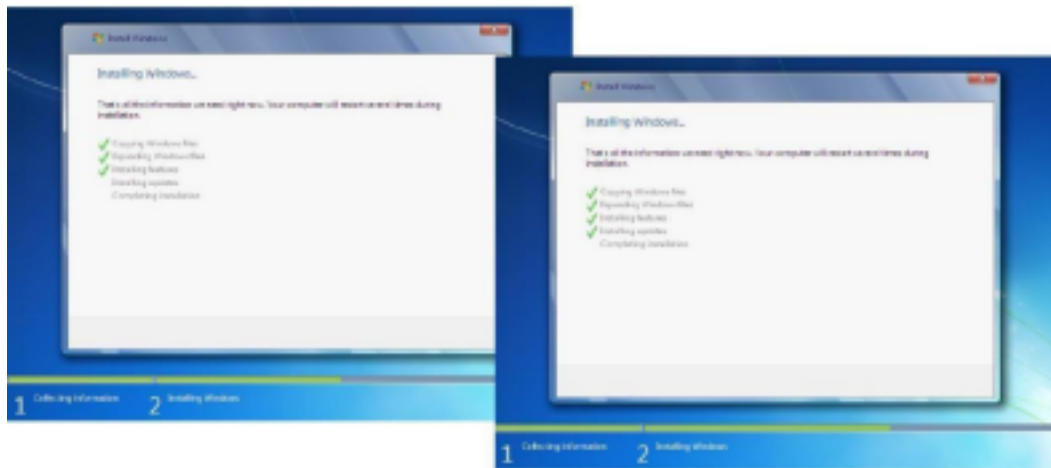 Install Windows
Installing Windows...
That's all the information we need right now. Your computer will restart several times during
installation.
Copying Windows files
Expanding Windows files
Installing features
Installing updates
Completing installation
1 Collecting information
2 Installing Windows
Install Windows
Installing Windows...
That's all the information we need right now. Your computer will restart several times during
installation.
Copying Windows files
Expanding Windows files
Installing features
Installing updates
Completing installation
1 Collecting information
2 Installing Windows